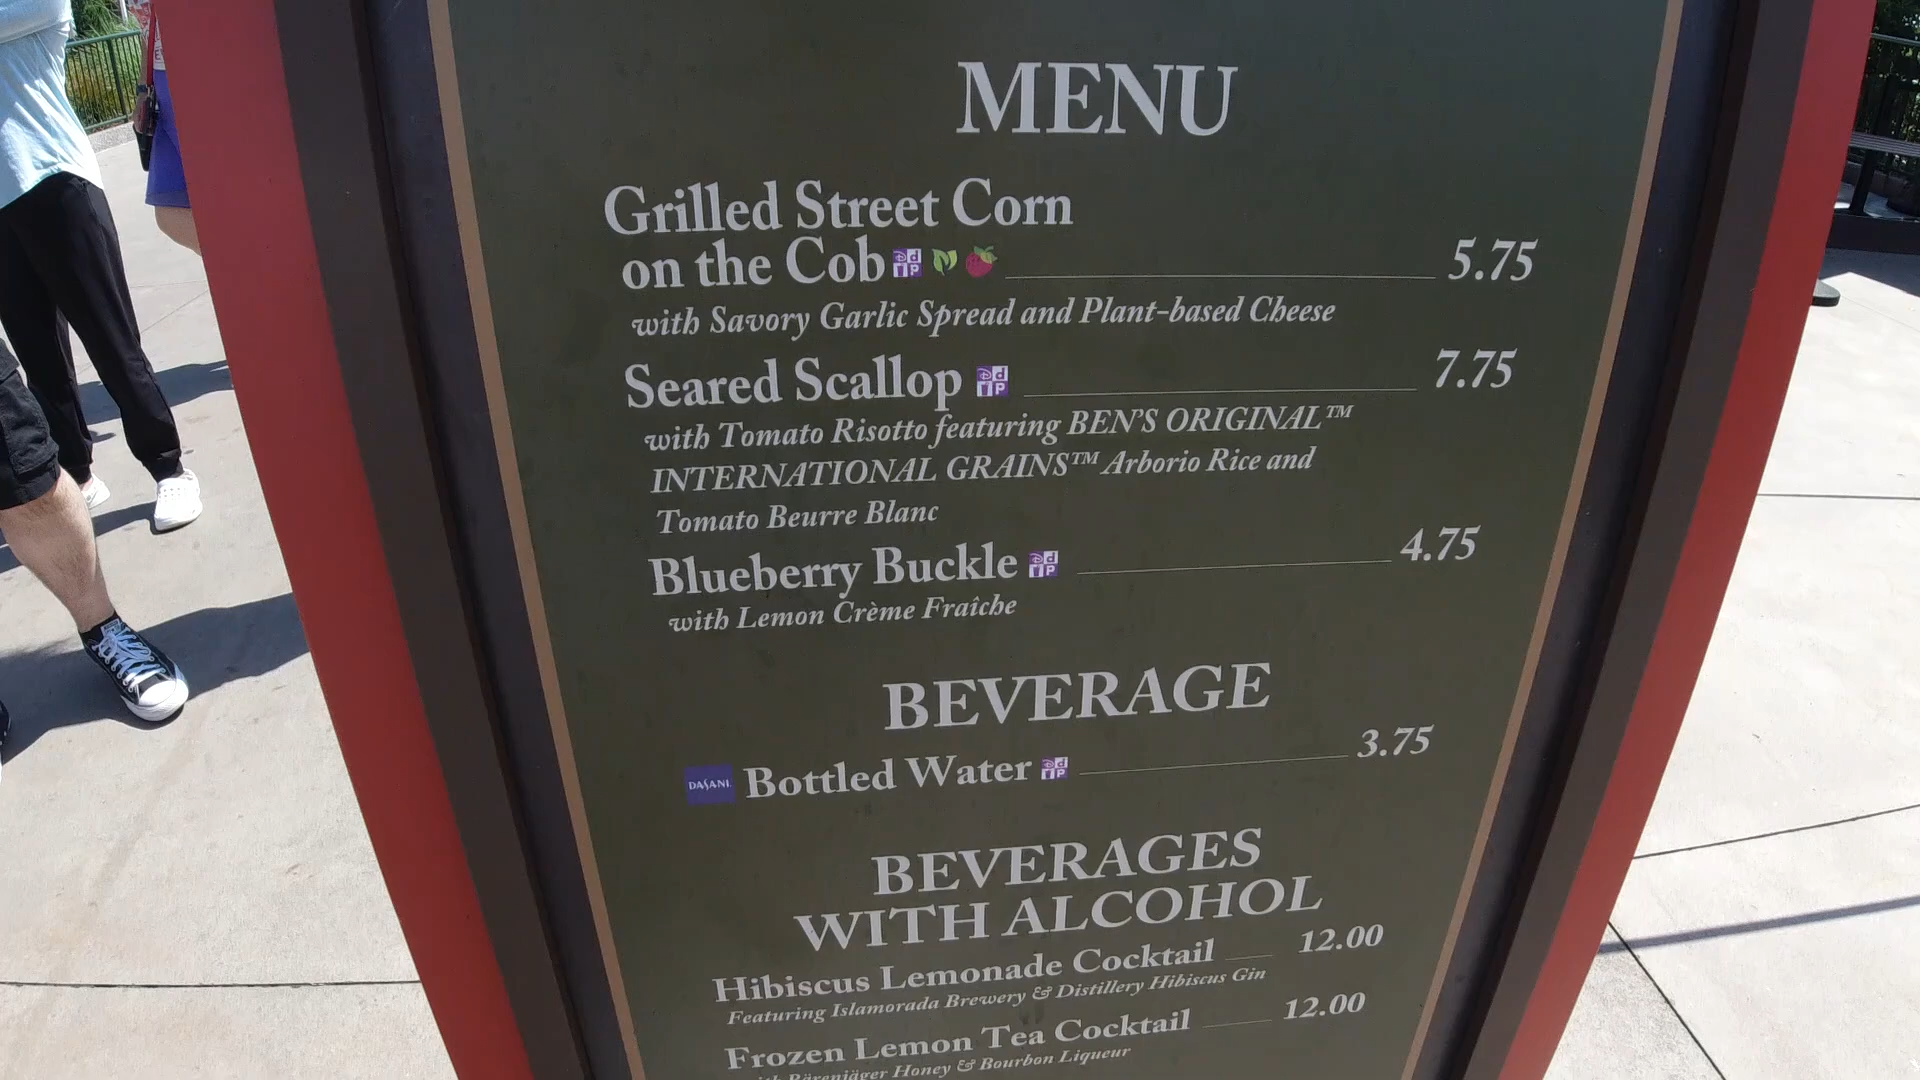 MENU
Grilled Street Corn
on the Cob 5.75
with Savory Garlic Spread and Plant-based Cheese
Seared Scallop 7.75
with Tomato Risotto featuring BEN'S ORIGINAL™
INTERNATIONAL GRAINS™ Arborio Rice and
Tomato Beurre Blanc
Blueberry Buckle 4.75
with Lemon Crème Fraîche
BEVERAGE
DASANI Bottled Water 3.75
BEVERAGES
WITH ALCOHOL
Hibiscus Lemonade Cocktail 12.00
Featuring Islamorada Brewery & Distillery Hibiscus Gin
Frozen Lemon Tea Cocktail 12.00
with Bärenjäger Honey & Bourbon Liqueur